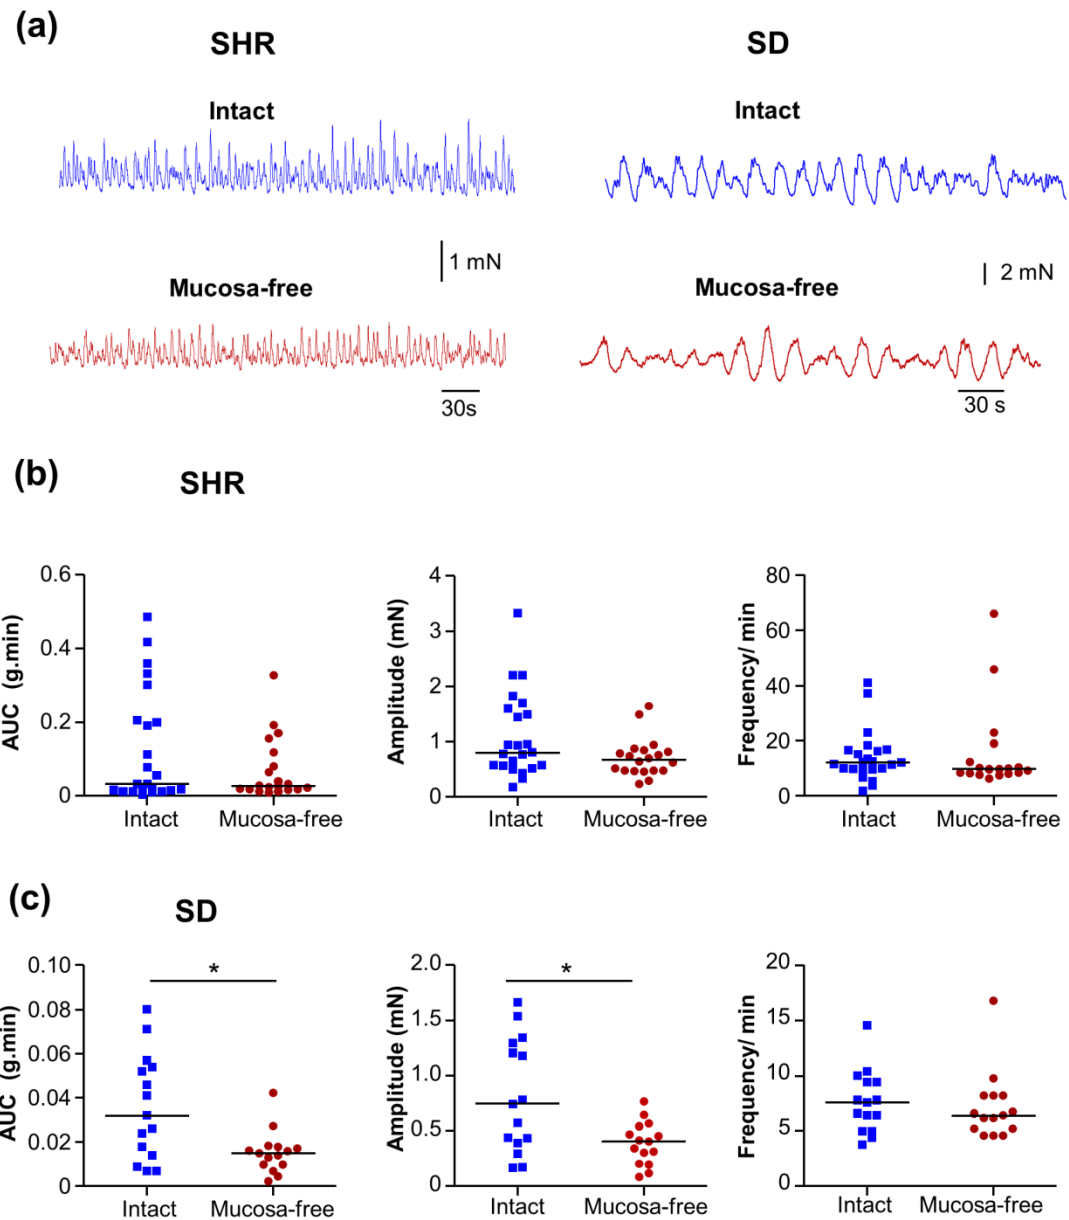 (a)
SHR
SD
Intact
Intact
1 mN
2 mN
Mucosa-free
Mucosa-free
30s
30 s
(b)
SHR
AUC (g.min)
0.6
0.4
0.2
0
Intact
Mucosa-free
Amplitude (mN)
4
3
2
1
0
Intact
Mucosa-free
Frequency/ min
80
60
40
20
0
Intact
Mucosa-free
(c)
SD
AUC (g.min)
0.10
0.08
0.06
0.04
0.02
0
*
Intact
Mucosa-free
Amplitude (mN)
2.0
1.5
1.0
0.5
0
*
Intact
Mucosa-free
Frequency/ min
20
15
10
5
0
Intact
Mucosa-free